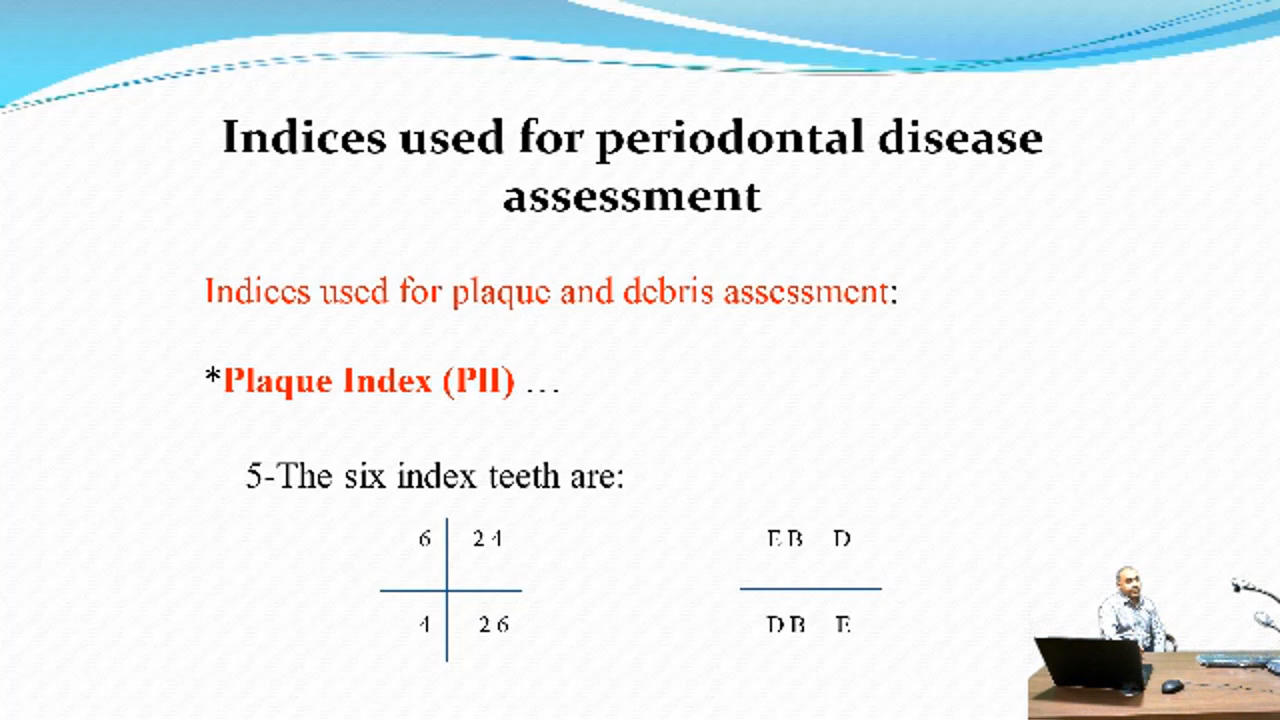 Indices used for periodontal disease
assessment
Indices used for plaque and debris assessment:
*Plaque Index (PlI) …
5-The six index teeth are:
6 2 4 E B D
4 2 6 D B E